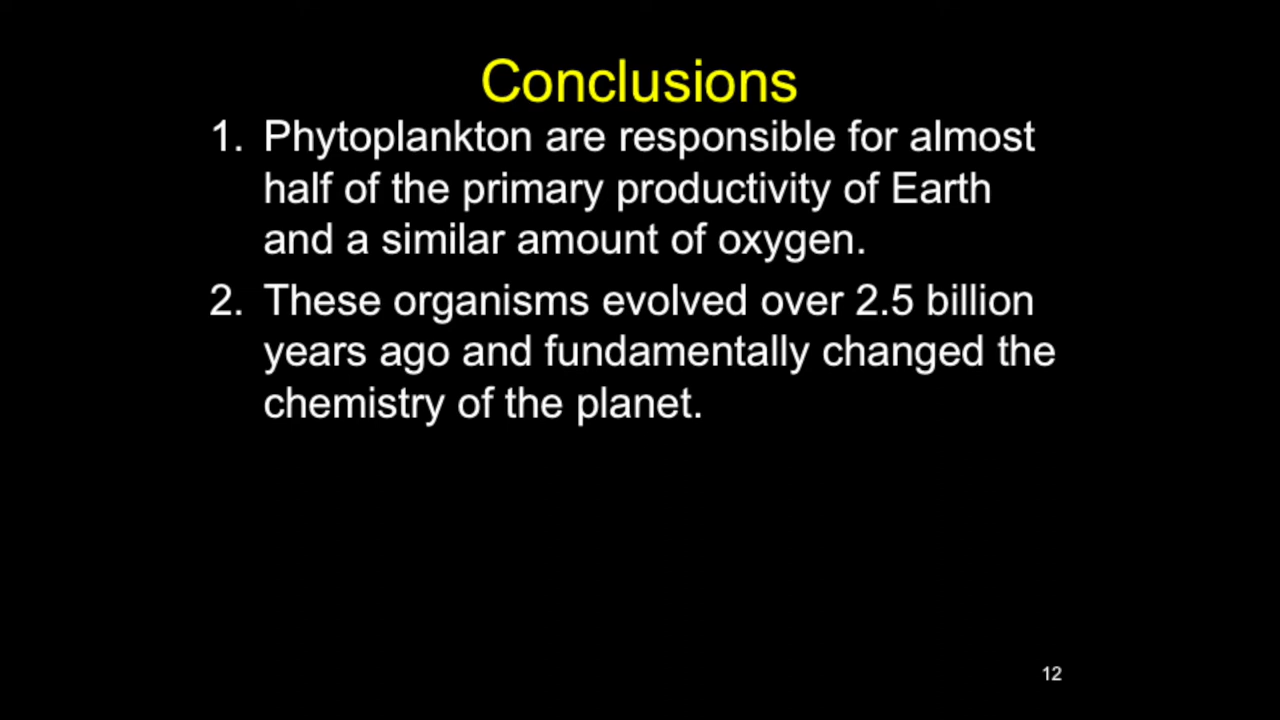 Conclusions
1. Phytoplankton are responsible for almost
half of the primary productivity of Earth
and a similar amount of oxygen.
2. These organisms evolved over 2.5 billion
years ago and fundamentally changed the
chemistry of the planet.
12